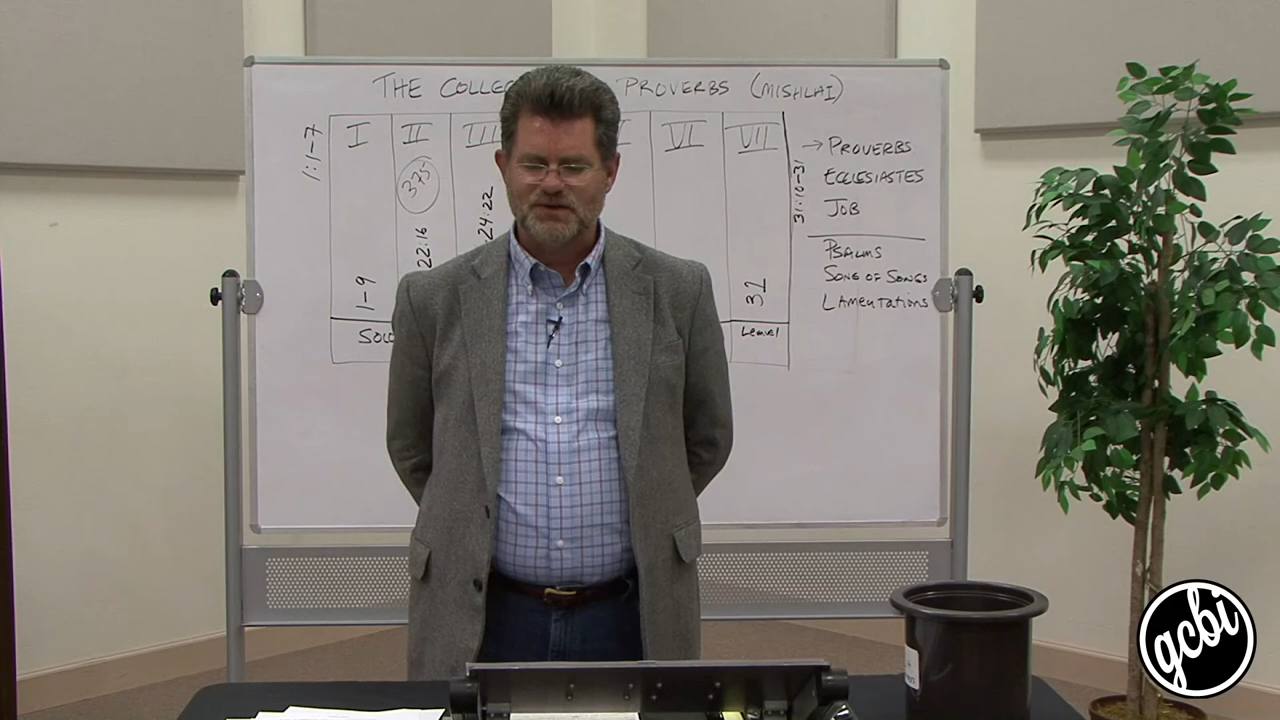 THE COLLEC PROVERBS (MISHLAI)
1:1-7
I II III I VI VII
375
22:16
-24:22
1-9
31
31:10-31
SOLO
Lemuel
→ PROVERBS
ECCLESIASTES
JOB
PSALMS
SONG OF SONGS
LAMENTATIONS
gcbi